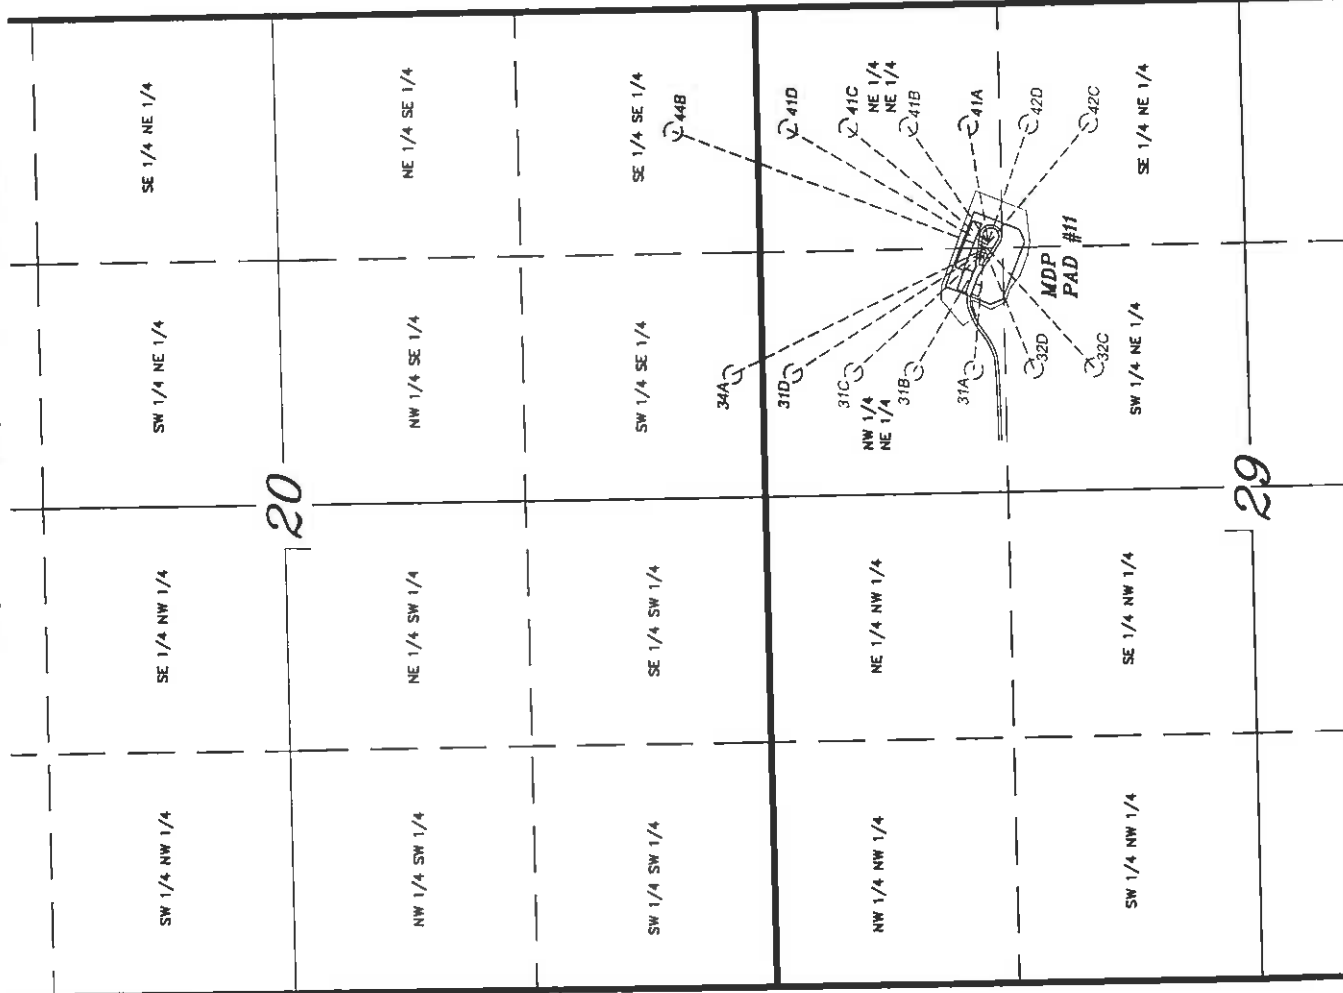 SW 1/4 NW 1/4
SE 1/4 NW 1/4
SW 1/4 NE 1/4
SE 1/4 NE 1/4
20
NW 1/4 SW 1/4
NE 1/4 SW 1/4
NW 1/4 SE 1/4
NE 1/4 SE 1/4
SW 1/4 SW 1/4
SE 1/4 SW 1/4
SW 1/4 SE 1/4
SE 1/4 SE 1/4
44B
34A
31D
41D
31C
41C
NW 1/4 NW 1/4
NE 1/4 NW 1/4
NW 1/4
NE 1/4
NE 1/4
NE 1/4
31B
41B
31A
41A
32D
42D
MDP
PAD #11
32C
42C
SW 1/4 NW 1/4
SE 1/4 NW 1/4
SW 1/4 NE 1/4
SE 1/4 NE 1/4
29